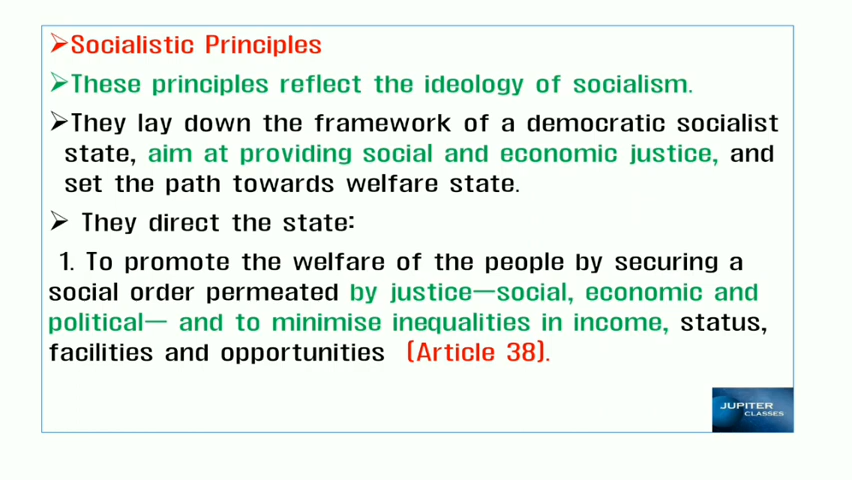 ➢Socialistic Principles
➢These principles reflect the ideology of socialism.
➢They lay down the framework of a democratic socialist
state, aim at providing social and economic justice, and
set the path towards welfare state.
➢ They direct the state:
1. To promote the welfare of the people by securing a
social order permeated by justice—social, economic and
political— and to minimise inequalities in income, status,
facilities and opportunities (Article 38).
JUPITER
CLASSES